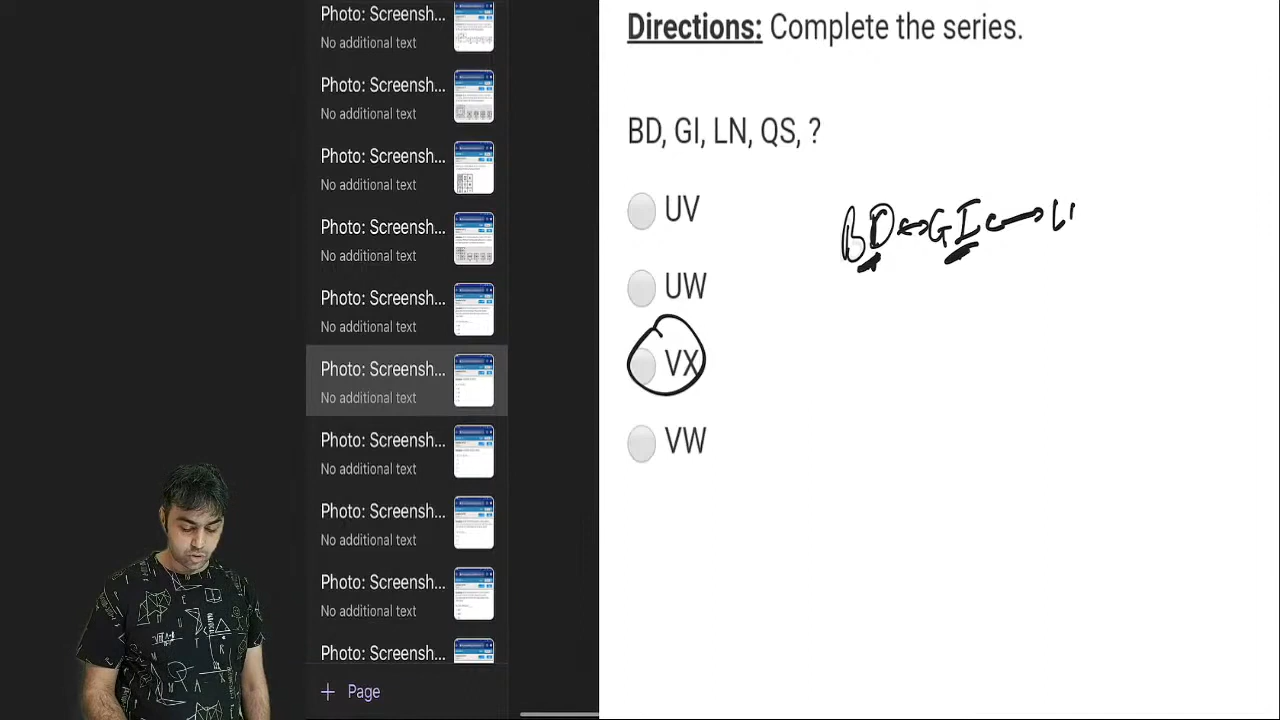 Photo: Screensh...
Photo: Screensh...
No additional text
Photo: Screensh...
No additional text
Photo: Screensh...
No additional text
Photo: Screensh...
No additional text
Photo: Screensh...
No additional text
Photo: Screensh...
No additional text
Photo: Screensh...
No additional text
Photo: Screensh...
No additional text
Photo: Screensh...
+ Page
Directions: Complete the series.
BD, GI, LN, QS, ?
UV
UW
VX
VW
BD ↔ GI ↔